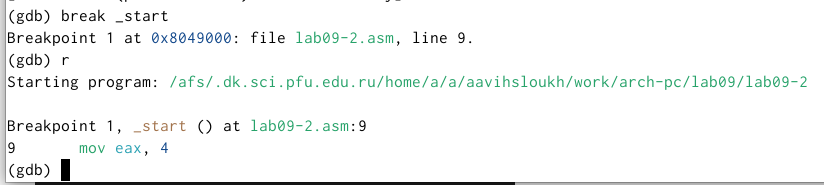 (gdb) break _start
Breakpoint 1 at 0x8049000: file lab09-2.asm, line 9.
(gdb) r
Starting program: /afs/.dk.sci.pfu.edu.ru/home/a/a/aavihsloukh/work/arch-pc/lab09/lab09-2
Breakpoint 1, _start () at lab09-2.asm:9
9       mov eax, 4
(gdb)